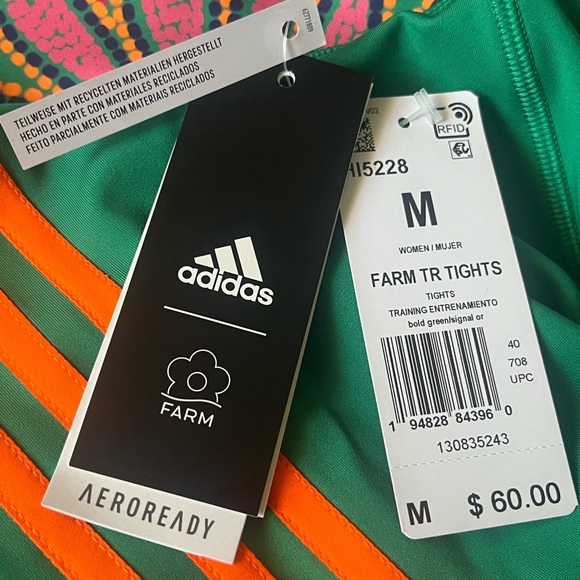 62771809
TEILWEISE MIT RECYCELTEN MATERIALIEN HERGESTELLT
HECHO EN PARTE CON MATERIALES RECICLADOS
FEITO PARCIALMENTE COM MATERIAIS RECICLADOS
adidas
FARM
AEROREADY
RFID
HI5228
M
WOMEN / MUJER
FARM TR TIGHTS
TIGHTS
TRAINING ENTRENAMIENTO
bold green/signal or
40
708
UPC
1 94828 84396 0
130835243
M $ 60.00